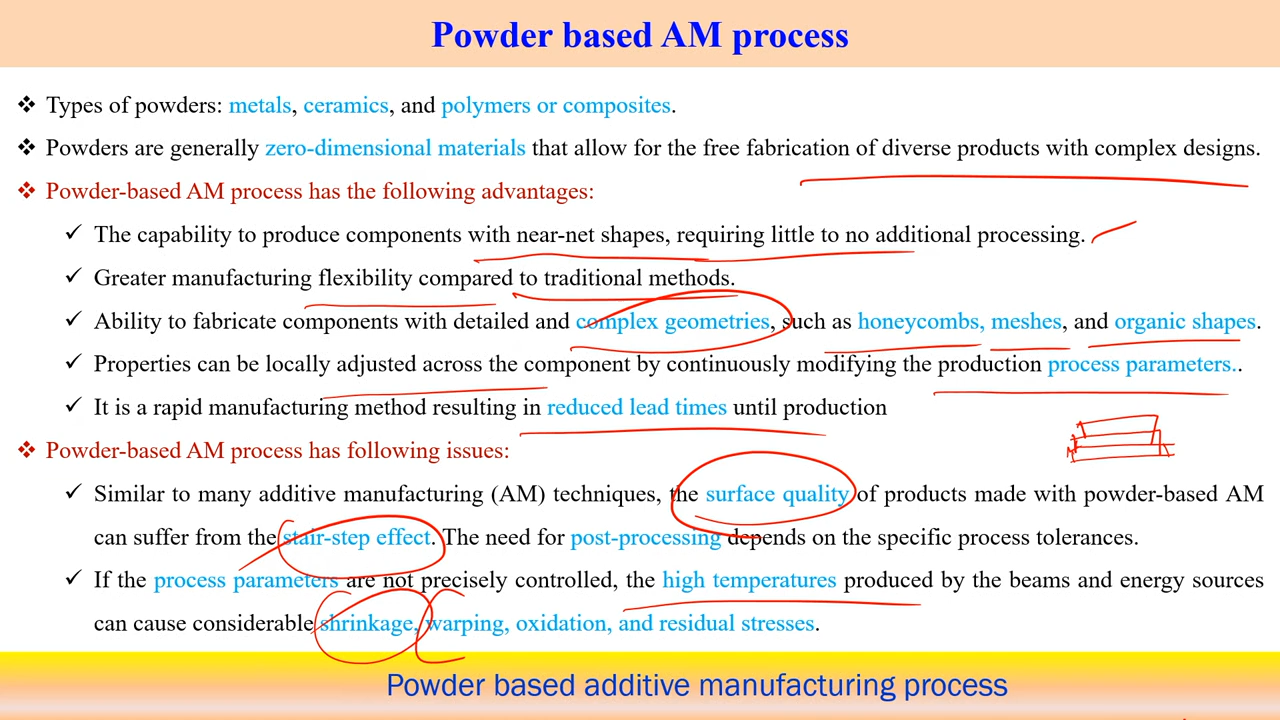 Powder based AM process
❖ Types of powders: metals, ceramics, and polymers or composites.
❖ Powders are generally zero-dimensional materials that allow for the free fabrication of diverse products with complex designs.
❖ Powder-based AM process has the following advantages:
✓ The capability to produce components with near-net shapes, requiring little to no additional processing.
✓ Greater manufacturing flexibility compared to traditional methods.
✓ Ability to fabricate components with detailed and complex geometries, such as honeycombs, meshes, and organic shapes.
✓ Properties can be locally adjusted across the component by continuously modifying the production process parameters..
✓ It is a rapid manufacturing method resulting in reduced lead times until production
❖ Powder-based AM process has following issues:
✓ Similar to many additive manufacturing (AM) techniques, the surface quality of products made with powder-based AM
can suffer from the stair-step effect. The need for post-processing depends on the specific process tolerances.
✓ If the process parameters are not precisely controlled, the high temperatures produced by the beams and energy sources
can cause considerable shrinkage, warping, oxidation, and residual stresses.
Powder based additive manufacturing process